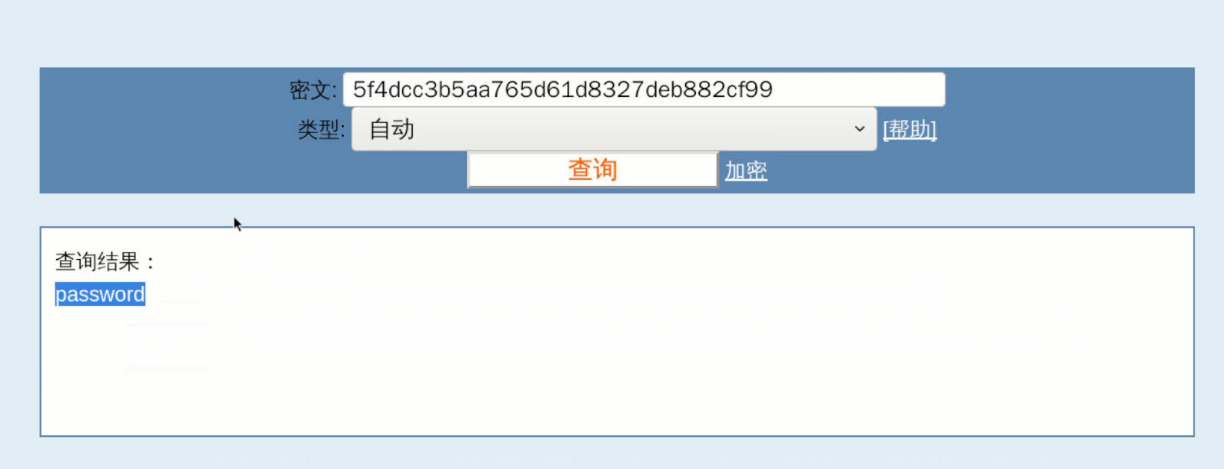 密文: 5f4dcc3b5aa765d61d8327deb882cf99
类型: 自动 [帮助]
查询 加密
查询结果：
password